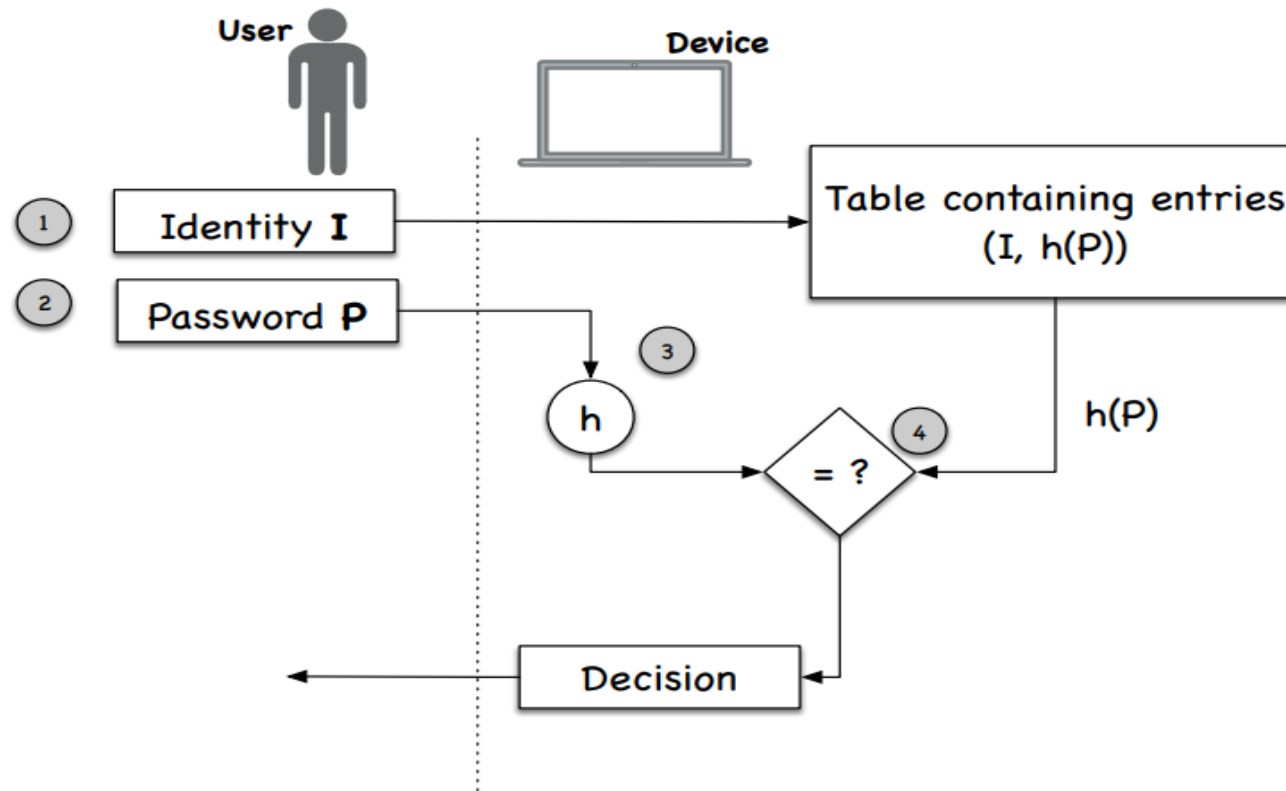 User
Device
1
Identity I
Table containing entries
(I, h(P))
2
Password P
3
h
= ?
4
h(P)
Decision